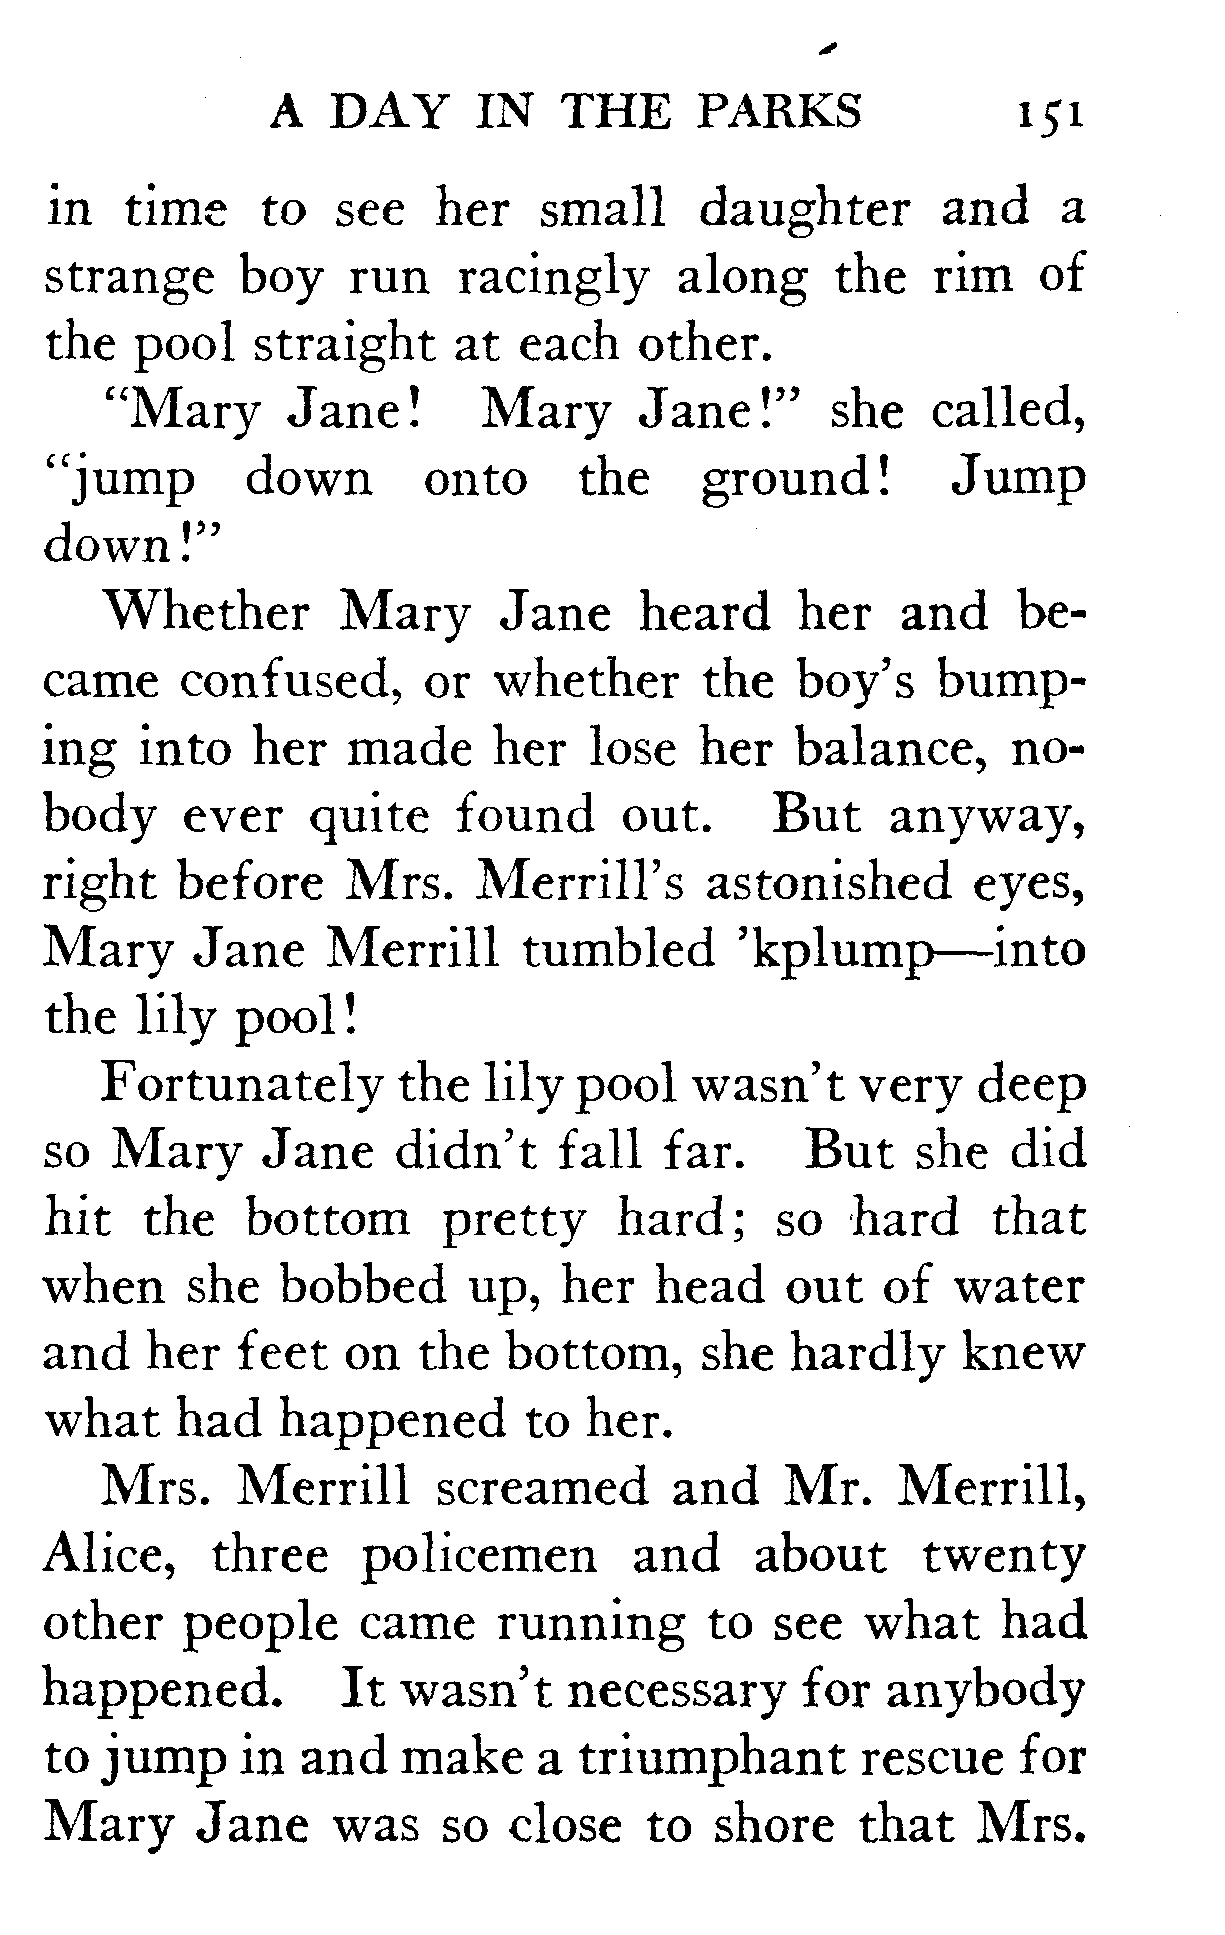 A DAY IN THE PARKS 151
in time to see her small daughter and a
strange boy run racingly along the rim of
the pool straight at each other.
"Mary Jane! Mary Jane!" she called,
"jump down onto the ground! Jump
down!"
Whether Mary Jane heard her and be-
came confused, or whether the boy's bump-
ing into her made her lose her balance, no-
body ever quite found out. But anyway,
right before Mrs. Merrill's astonished eyes,
Mary Jane Merrill tumbled 'kplump—into
the lily pool!
Fortunately the lily pool wasn't very deep
so Mary Jane didn't fall far. But she did
hit the bottom pretty hard; so hard that
when she bobbed up, her head out of water
and her feet on the bottom, she hardly knew
what had happened to her.
Mrs. Merrill screamed and Mr. Merrill,
Alice, three policemen and about twenty
other people came running to see what had
happened. It wasn't necessary for anybody
to jump in and make a triumphant rescue for
Mary Jane was so close to shore that Mrs.